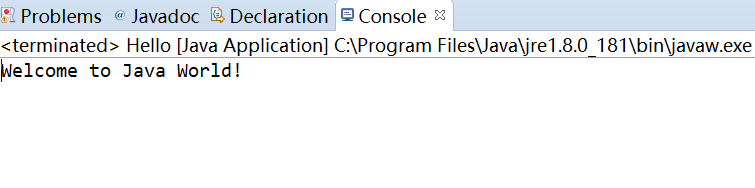 Problems @ Javadoc Declaration Console
<terminated> Hello [Java Application] C:\Program Files\Java\jre1.8.0_181\bin\javaw.exe
Welcome to Java World!